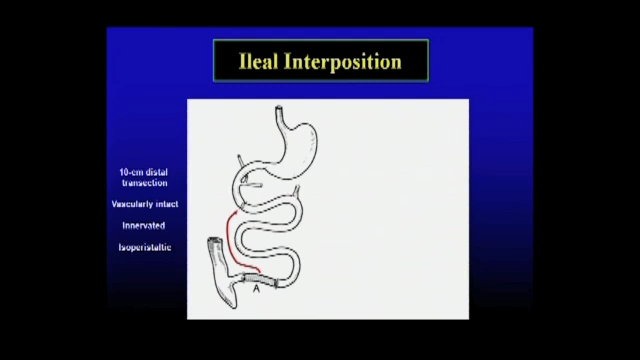 Ileal Interposition
10-cm distal
transection
Vascularly intact
Innervated
Isoperistaltic
A